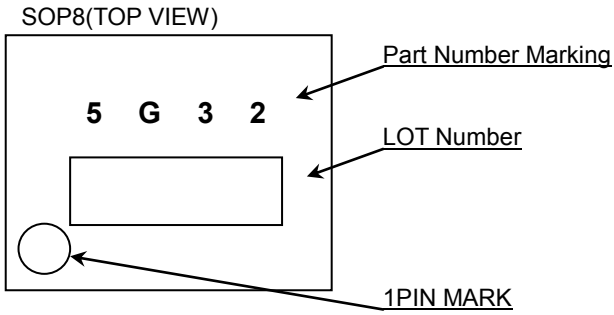 SOP8(TOP VIEW)
Part Number Marking
5 G 3 2
LOT Number
1PIN MARK